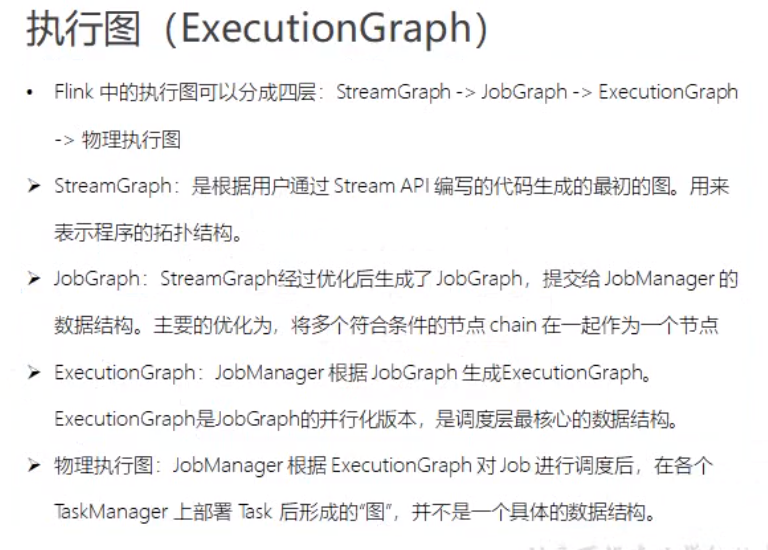 执行图（ExecutionGraph）
• Flink 中的执行图可以分成四层：StreamGraph -> JobGraph -> ExecutionGraph
-> 物理执行图
➢ StreamGraph：是根据用户通过 Stream API 编写的代码生成的最初的图。用来
表示程序的拓扑结构。
➢ JobGraph：StreamGraph经过优化后生成了 JobGraph，提交给 JobManager 的
数据结构。主要的优化为，将多个符合条件的节点 chain 在一起作为一个节点
➢ ExecutionGraph：JobManager 根据 JobGraph 生成ExecutionGraph。
ExecutionGraph是JobGraph的并行化版本，是调度层最核心的数据结构。
➢ 物理执行图：JobManager 根据 ExecutionGraph 对 Job 进行调度后，在各个
TaskManager 上部署 Task 后形成的“图”，并不是一个具体的数据结构。